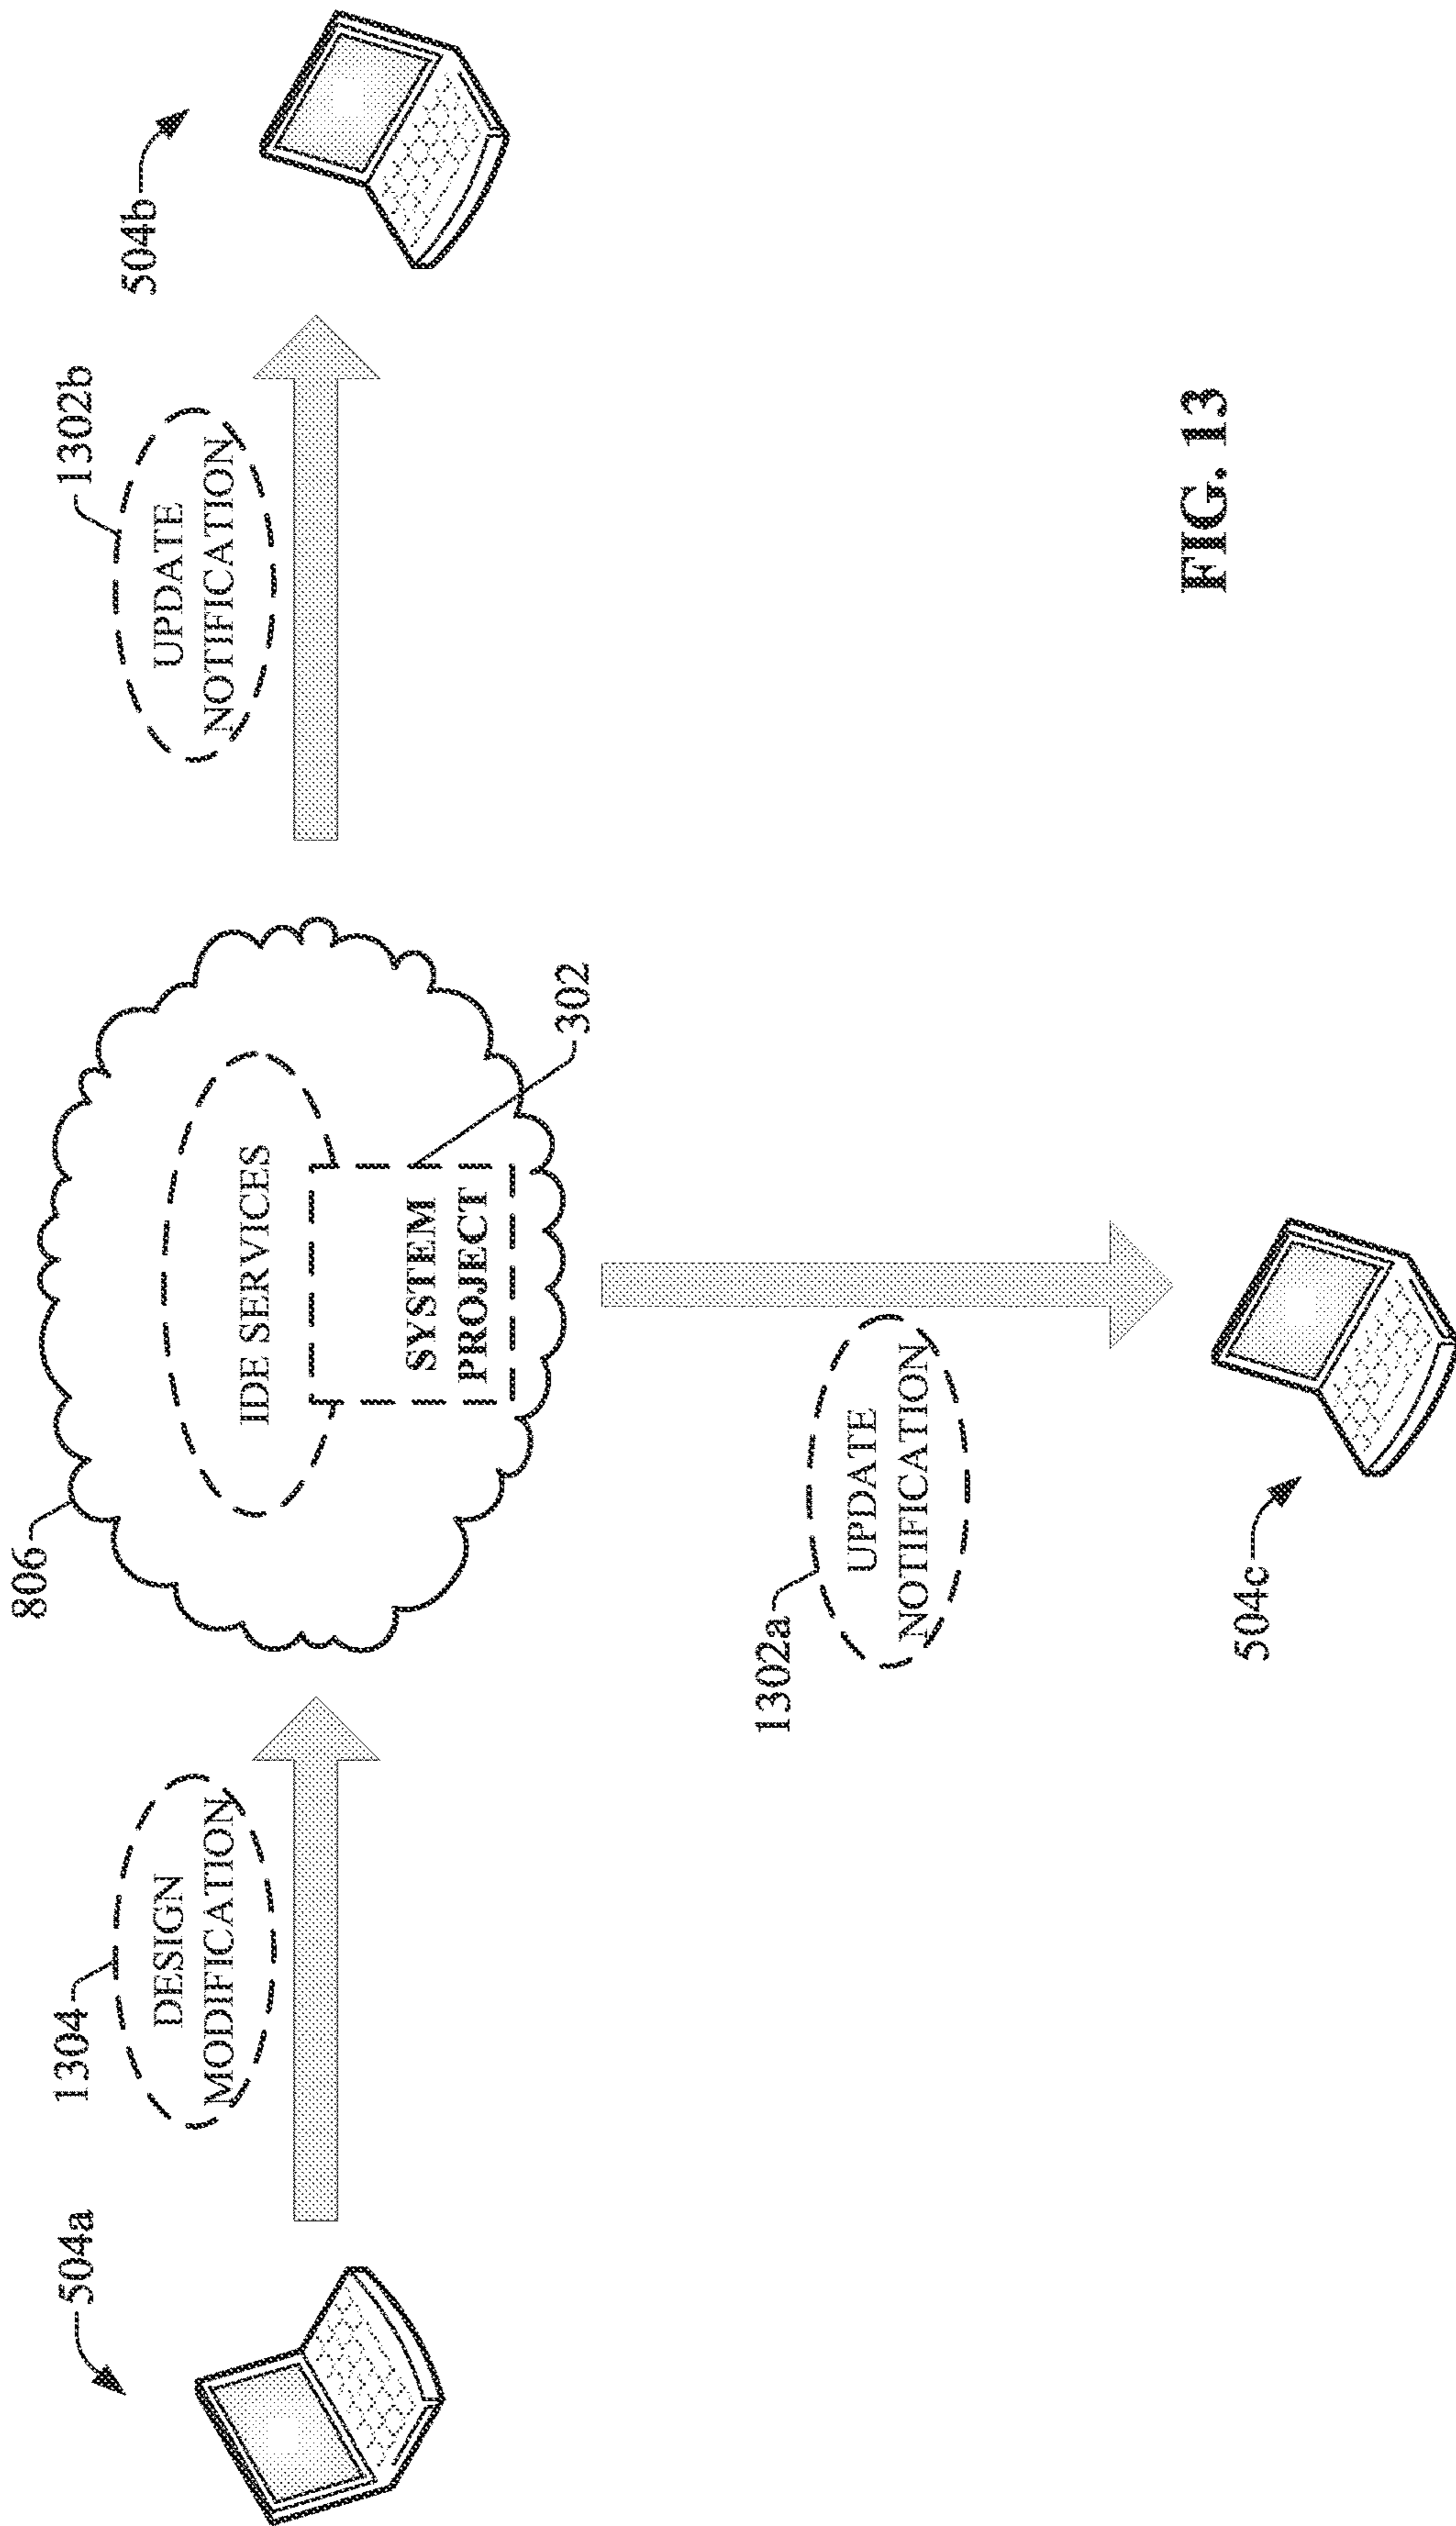 806
504a
1304
DESIGN
MODIFICATION
IDE SERVICES
SYSTEM
PROJECT
302
1302b
UPDATE
NOTIFICATION
504b
1302a
UPDATE
NOTIFICATION
504c
FIG. 13